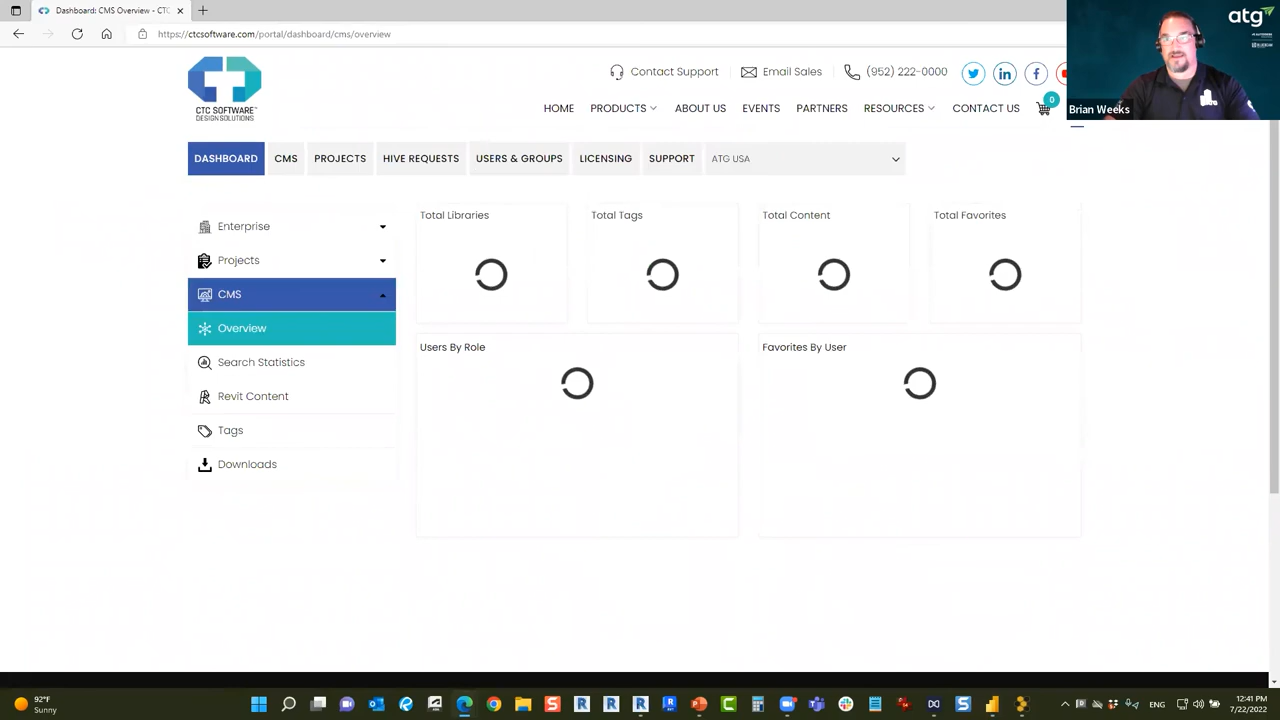 Dashboard: CMS Overview - CTC
https://ctcsoftware.com/portal/dashboard/cms/overview
atg
Brian Weeks
CTC SOFTWARE
DESIGN SOLUTIONS
Contact Support
Email Sales
(952) 222-0000
HOME
PRODUCTS
ABOUT US
EVENTS
PARTNERS
RESOURCES
CONTACT US
0
DASHBOARD
CMS
PROJECTS
HIVE REQUESTS
USERS & GROUPS
LICENSING
SUPPORT
ATG USA
Enterprise
Projects
CMS
Overview
Search Statistics
Revit Content
Tags
Downloads
Total Libraries
Total Tags
Total Content
Total Favorites
Users By Role
Favorites By User
92°F
Sunny
ENG
12:41 PM
7/22/2022